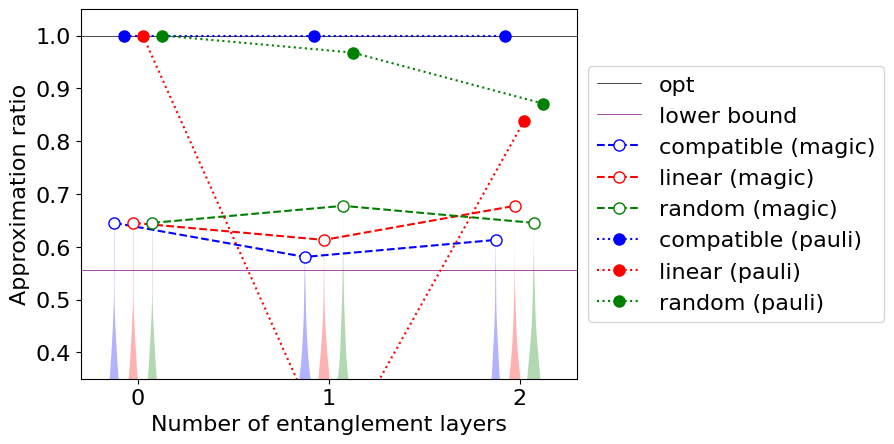 1.0
0.9
0.8
0.7
0.6
0.5
0.4
Approximation ratio
0 1 2
Number of entanglement layers
opt
lower bound
compatible (magic)
linear (magic)
random (magic)
compatible (pauli)
linear (pauli)
random (pauli)